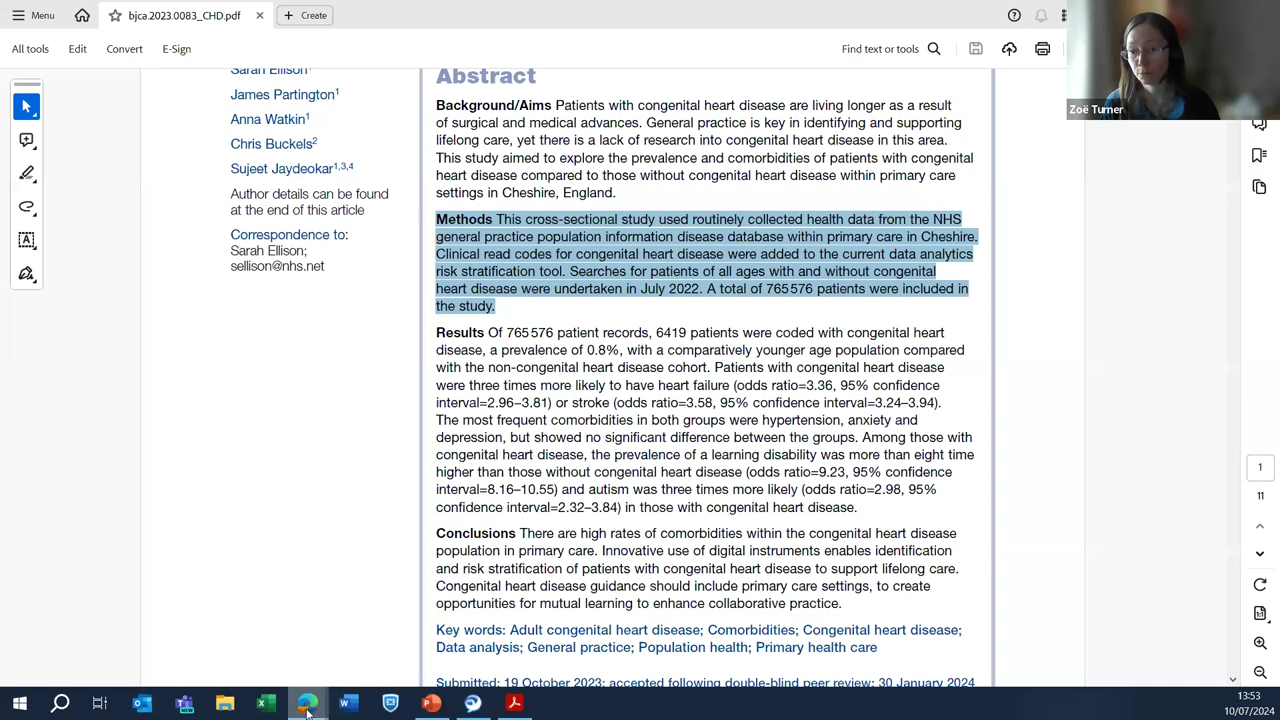 Menu
bjca.2023.0083_CHD.pdf
Create
All tools
Edit
Convert
E-Sign
Find text or tools
Zoë Turner
Sarah Ellison1
James Partington1
Anna Watkin1
Chris Buckels2
Sujeet Jaydeokar1,3,4
Author details can be found
at the end of this article
Correspondence to:
Sarah Ellison;
sellison@nhs.net
Abstract
Background/Aims Patients with congenital heart disease are living longer as a result
of surgical and medical advances. General practice is key in identifying and supporting
lifelong care, yet there is a lack of research into congenital heart disease in this area.
This study aimed to explore the prevalence and comorbidities of patients with congenital
heart disease compared to those without congenital heart disease within primary care
settings in Cheshire, England.
Methods This cross-sectional study used routinely collected health data from the NHS
general practice population information disease database within primary care in Cheshire.
Clinical read codes for congenital heart disease were added to the current data analytics
risk stratification tool. Searches for patients of all ages with and without congenital
heart disease were undertaken in July 2022. A total of 765576 patients were included in
the study.
Results Of 765576 patient records, 6419 patients were coded with congenital heart
disease, a prevalence of 0.8%, with a comparatively younger age population compared
with the non-congenital heart disease cohort. Patients with congenital heart disease
were three times more likely to have heart failure (odds ratio=3.36, 95% confidence
interval=2.96–3.81) or stroke (odds ratio=3.58, 95% confidence interval=3.24–3.94).
The most frequent comorbidities in both groups were hypertension, anxiety and
depression, but showed no significant difference between the groups. Among those with
congenital heart disease, the prevalence of a learning disability was more than eight time
higher than those without congenital heart disease (odds ratio=9.23, 95% confidence
interval=8.16–10.55) and autism was three times more likely (odds ratio=2.98, 95%
confidence interval=2.32–3.84) in those with congenital heart disease.
Conclusions There are high rates of comorbidities within the congenital heart disease
population in primary care. Innovative use of digital instruments enables identification
and risk stratification of patients with congenital heart disease to support lifelong care.
Congenital heart disease guidance should include primary care settings, to create
opportunities for mutual learning to enhance collaborative practice.
Key words: Adult congenital heart disease; Comorbidities; Congenital heart disease;
Data analysis; General practice; Population health; Primary health care
Submitted: 19 October 2023; accepted following double-blind peer review: 30 January 2024
1
11
13:53
10/07/2024